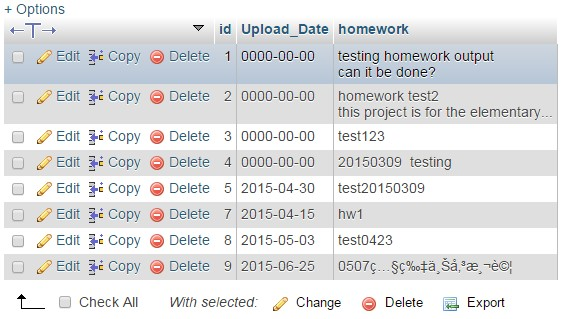 + Options
id Upload_Date homework
Edit Copy Delete 1 0000-00-00 testing homework output
can it be done?
Edit Copy Delete 2 0000-00-00 homework test2
this project is for the elementary...
Edit Copy Delete 3 0000-00-00 test123
Edit Copy Delete 4 0000-00-00 20150309 testing
Edit Copy Delete 5 2015-04-30 test20150309
Edit Copy Delete 7 2015-04-15 hw1
Edit Copy Delete 8 2015-05-03 test0423
Edit Copy Delete 9 2015-06-25 0507ç…§ç‰‡ä¸Šå‚³æ¸¬è©¦
Check All With selected: Change Delete Export